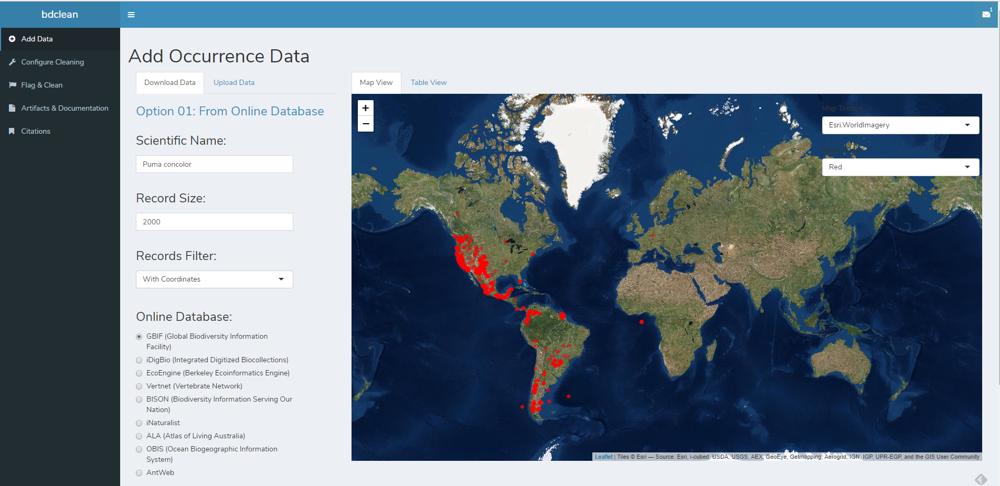 bdclean
1
Add Data
Configure Cleaning
Flag & Clean
Artifacts & Documentation
Citations
Add Occurrence Data
Download Data
Upload Data
Option 01: From Online Database
Scientific Name:
Puma concolor
Record Size:
2000
Records Filter:
With Coordinates
Online Database:
GBIF (Global Biodiversity Information
Facility)
iDigBio (Integrated Digitized Biocollections)
EcoEngine (Berkeley Ecoinformatics Engine)
Vertnet (Vertebrate Network)
BISON (Biodiversity Information Serving Our
Nation)
iNaturalist
ALA (Atlas of Living Australia)
OBIS (Ocean Biogeographic Information
System)
AntWeb
Map View
Table View
+
−
Map Texture
Esri.WorldImagery
Red
Leaflet | Tiles © Esri — Source: Esri, i-cubed, USDA, USGS, AEX, GeoEye, Getmapping, Aerogrid, IGN, IGP, UPR-EGP, and the GIS User Community